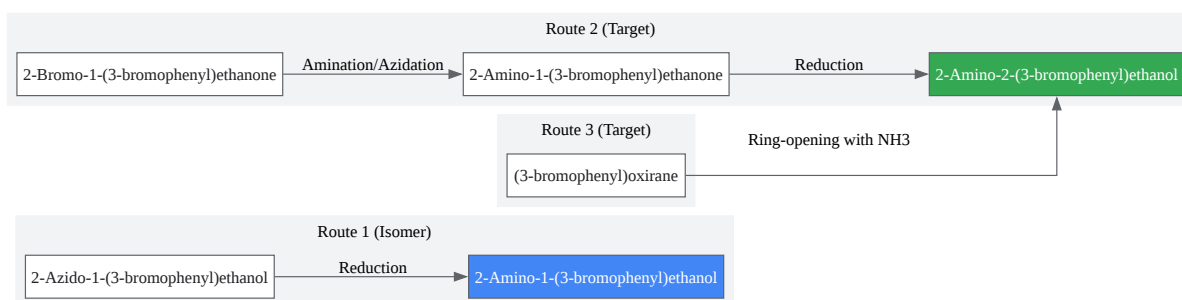 Route 2 (Target)
2-Bromo-1-(3-bromophenyl)ethanone
Amination/Azidation
2-Amino-1-(3-bromophenyl)ethanone
Reduction
2-Amino-2-(3-bromophenyl)ethanol
Route 3 (Target)
Ring-opening with NH3
(3-bromophenyl)oxirane
Route 1 (Isomer)
2-Azido-1-(3-bromophenyl)ethanol
Reduction
2-Amino-1-(3-bromophenyl)ethanol